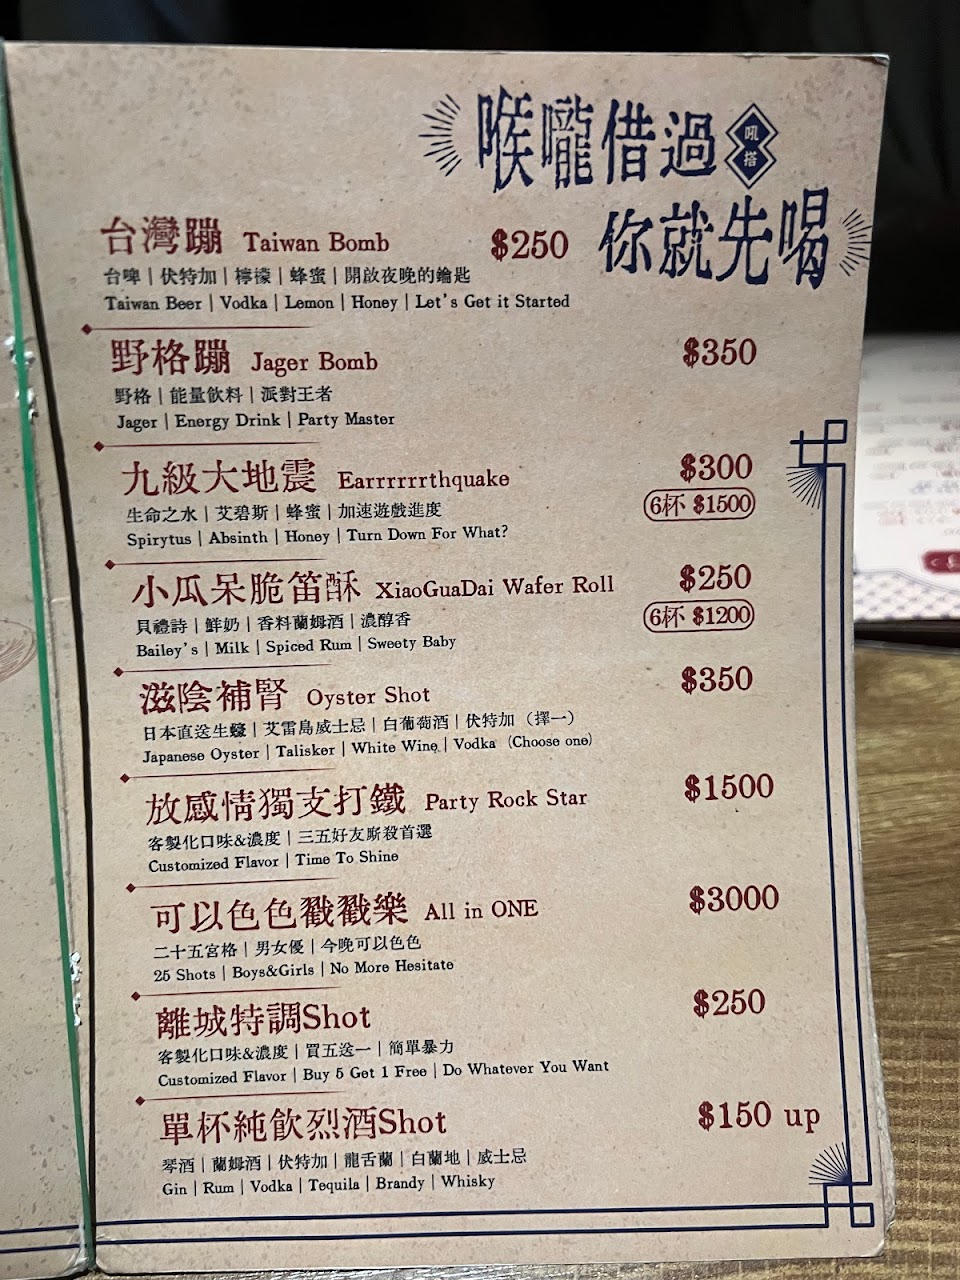 喉嚨借過
吼搭
你就先喝
台灣蹦 Taiwan Bomb $250
台啤 | 伏特加 | 檸檬 | 蜂蜜 | 開啟夜晚的鑰匙
Taiwan Beer | Vodka | Lemon | Honey | Let's Get it Started
野格蹦 Jager Bomb $350
野格 | 能量飲料 | 派對王者
Jager | Energy Drink | Party Master
九級大地震 Earrrrrrthquake $300
6杯 $1500
生命之水 | 艾碧斯 | 蜂蜜 | 加速遊戲進度
Spirytus | Absinth | Honey | Turn Down For What?
小瓜呆脆笛酥 XiaoGuaDai Wafer Roll $250
6杯 $1200
貝禮詩 | 鮮奶 | 香料蘭姆酒 | 濃醇香
Bailey's | Milk | Spiced Rum | Sweety Baby
滋陰補腎 Oyster Shot $350
日本直送生蠔 | 艾雷島威士忌 | 白葡萄酒 | 伏特加（擇一）
Japanese Oyster | Talisker | White Wine | Vodka (Choose one)
放感情獨支打鐵 Party Rock Star $1500
客製化口味&濃度 | 三五好友廝殺首選
Customized Flavor | Time To Shine
可以色色戳戳樂 All in ONE $3000
二十五宮格 | 男女優 | 今晚可以色色
25 Shots | Boys&Girls | No More Hesitate
離城特調Shot $250
客製化口味&濃度 | 買五送一 | 簡單暴力
Customized Flavor | Buy 5 Get 1 Free | Do Whatever You Want
單杯純飲烈酒Shot $150 up
琴酒 | 蘭姆酒 | 伏特加 | 龍舌蘭 | 白蘭地 | 威士忌
Gin | Rum | Vodka | Tequila | Brandy | Whisky